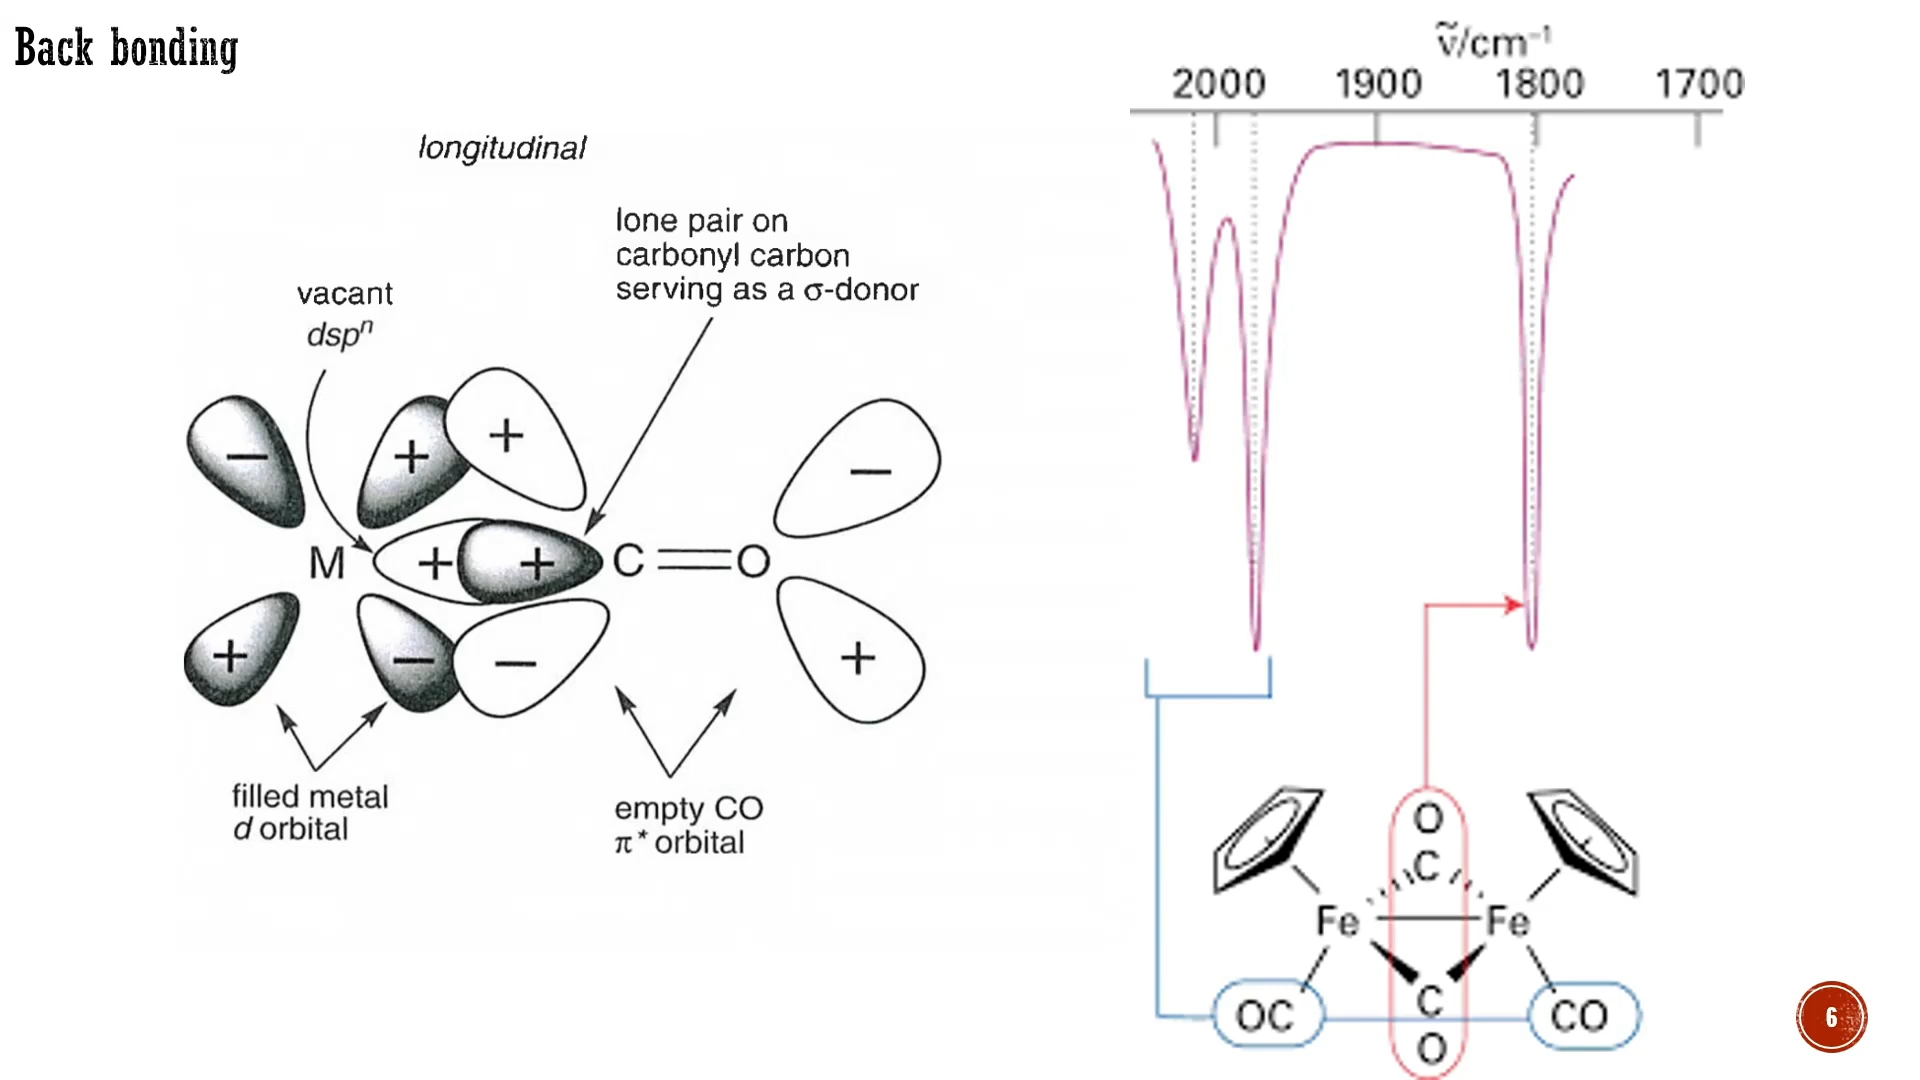 Back bonding
longitudinal
lone pair on
carbonyl carbon
serving as a σ-donor
vacant
dspⁿ
− + + −
M + + C O
+ − − +
filled metal
d orbital
empty CO
π* orbital
ṽ/cm⁻¹
2000 1900 1800 1700
O
C
Fe Fe
OC C CO
O
6